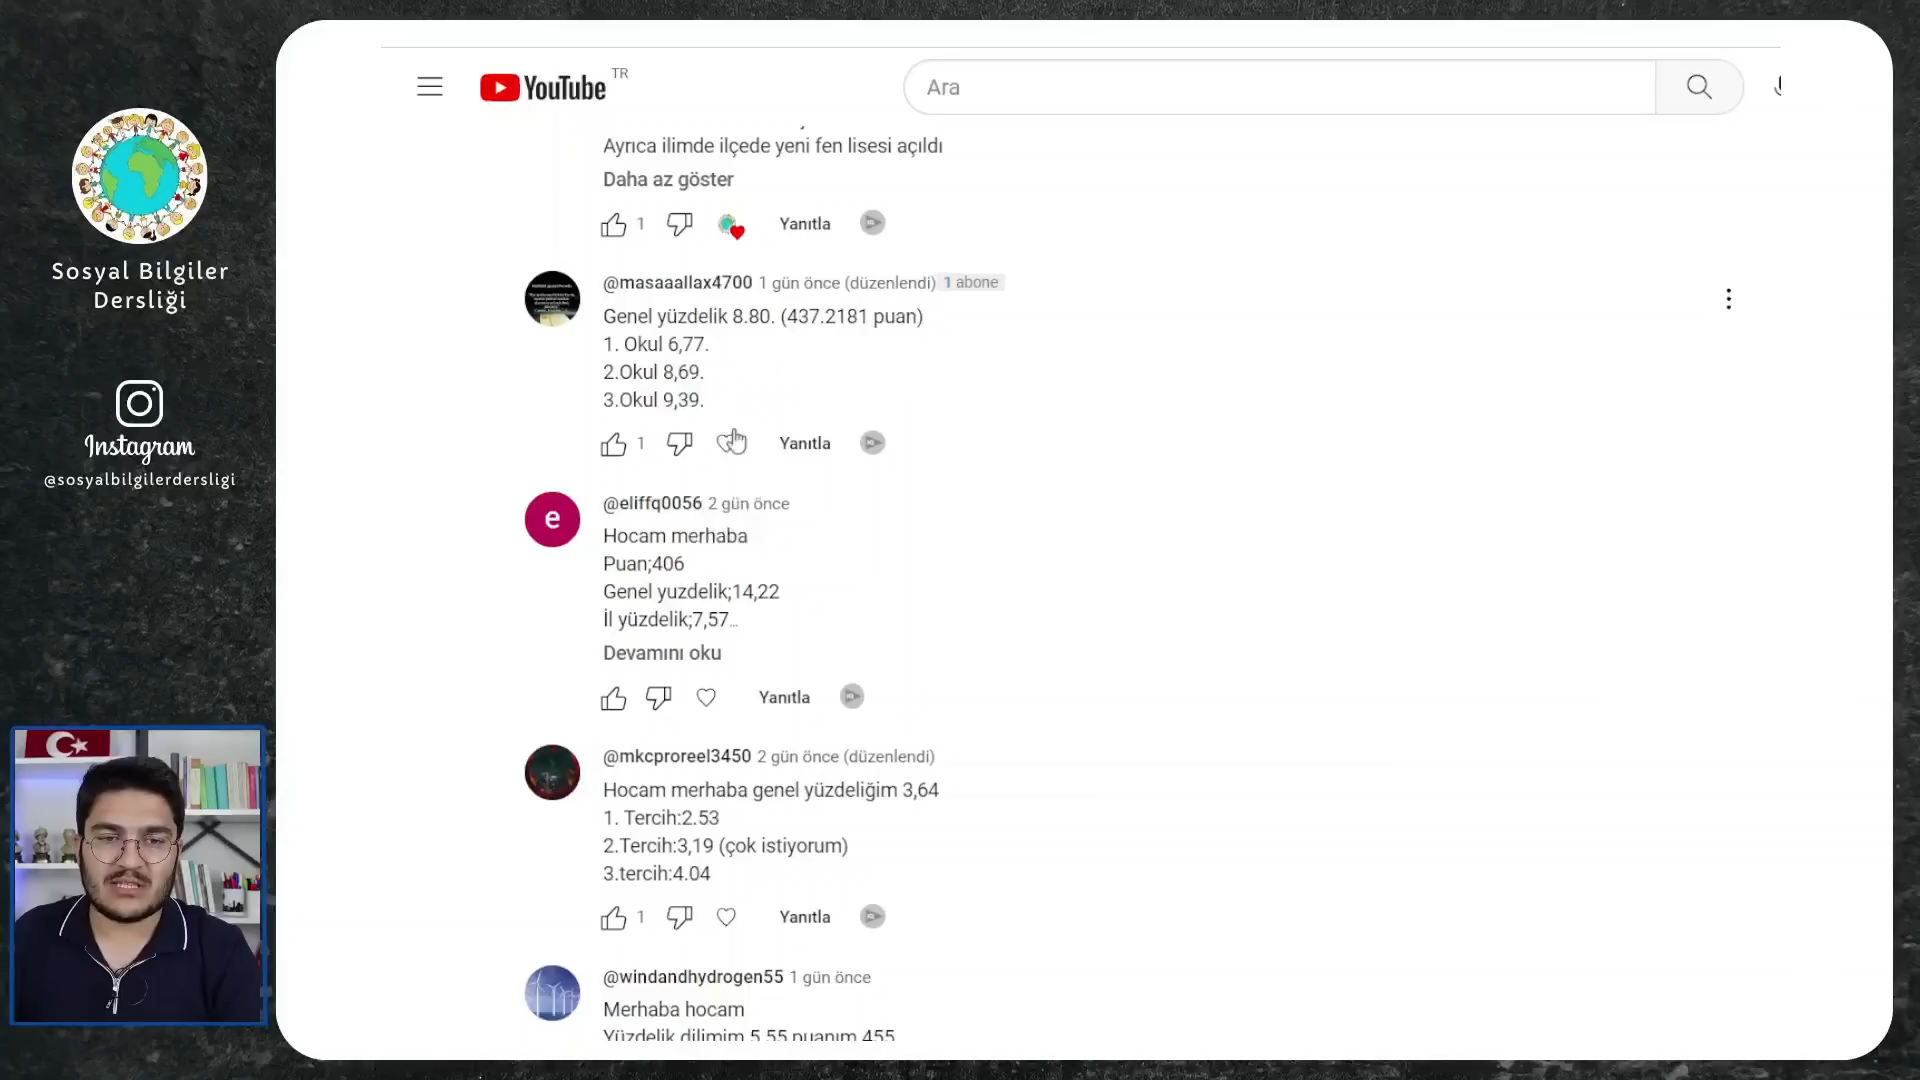 Sosyal Bilgiler
Dersliği
Instagram
@sosyalbilgilerdersligi
YouTube TR
Ara
Ayrıca ilimde ilçede yeni fen lisesi açıldı
Daha az göster
1 Yanıtla
@masaaallax4700 1 gün önce (düzenlendi) 1 abone
Genel yüzdelik 8.80. (437.2181 puan)
1. Okul 6,77.
2.Okul 8,69.
3.Okul 9,39.
1 Yanıtla
e
@eliffq0056 2 gün önce
Hocam merhaba
Puan;406
Genel yuzdelik;14,22
İl yüzdelik;7,57...
Devamını oku
Yanıtla
@mkcproreel3450 2 gün önce (düzenlendi)
Hocam merhaba genel yüzdeliğim 3,64
1. Tercih:2.53
2.Tercih:3,19 (çok istiyorum)
3.tercih:4.04
1 Yanıtla
@windandhydrogen55 1 gün önce
Merhaba hocam
Yüzdelik dilimim 5.55 puanım 455